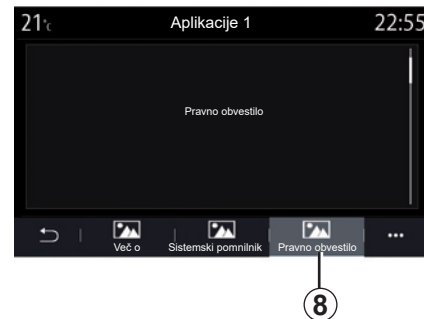 21°c Aplikacije 1 22:55
Pravno obvestilo
Več o Sistemski pomnilnik Pravno obvestilo
8